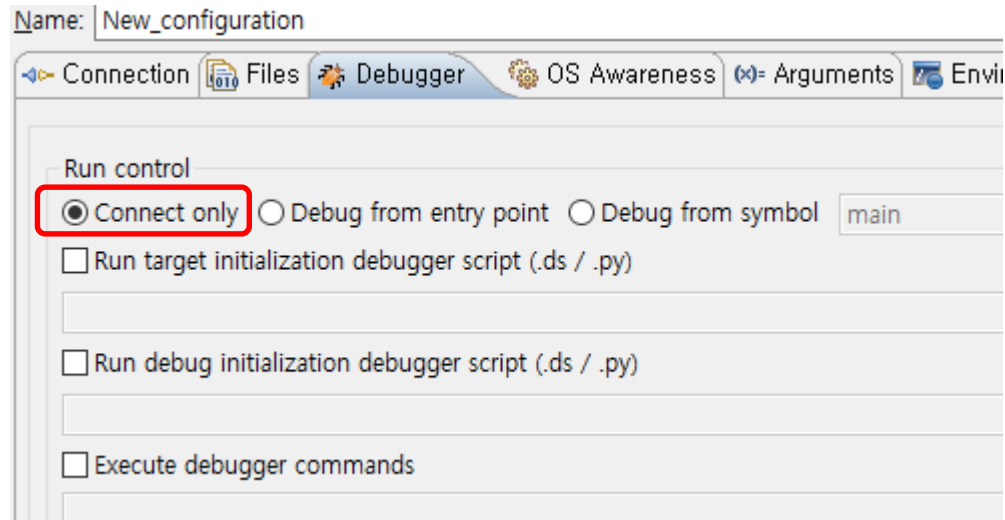 Name: New_configuration
Connection Files Debugger OS Awareness (x)= Arguments Envi
Run control
Connect only Debug from entry point Debug from symbol main
Run target initialization debugger script (.ds / .py)
Run debug initialization debugger script (.ds / .py)
Execute debugger commands